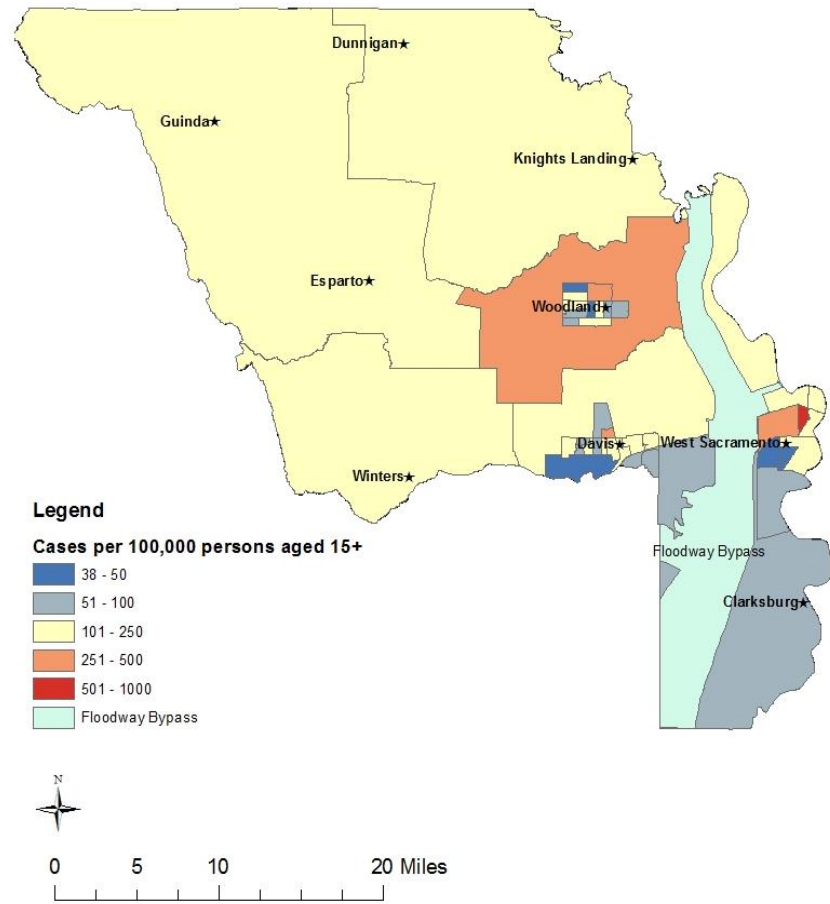 Dunnigan
Guinda
Knights Landing
Esparto
Woodland
Davis
West Sacramento
Winters
Legend
Cases per 100,000 persons aged 15+
38 - 50
51 - 100
101 - 250
251 - 500
501 - 1000
Floodway Bypass
Floodway Bypass
Clarksburg
N
0 5 10 20 Miles